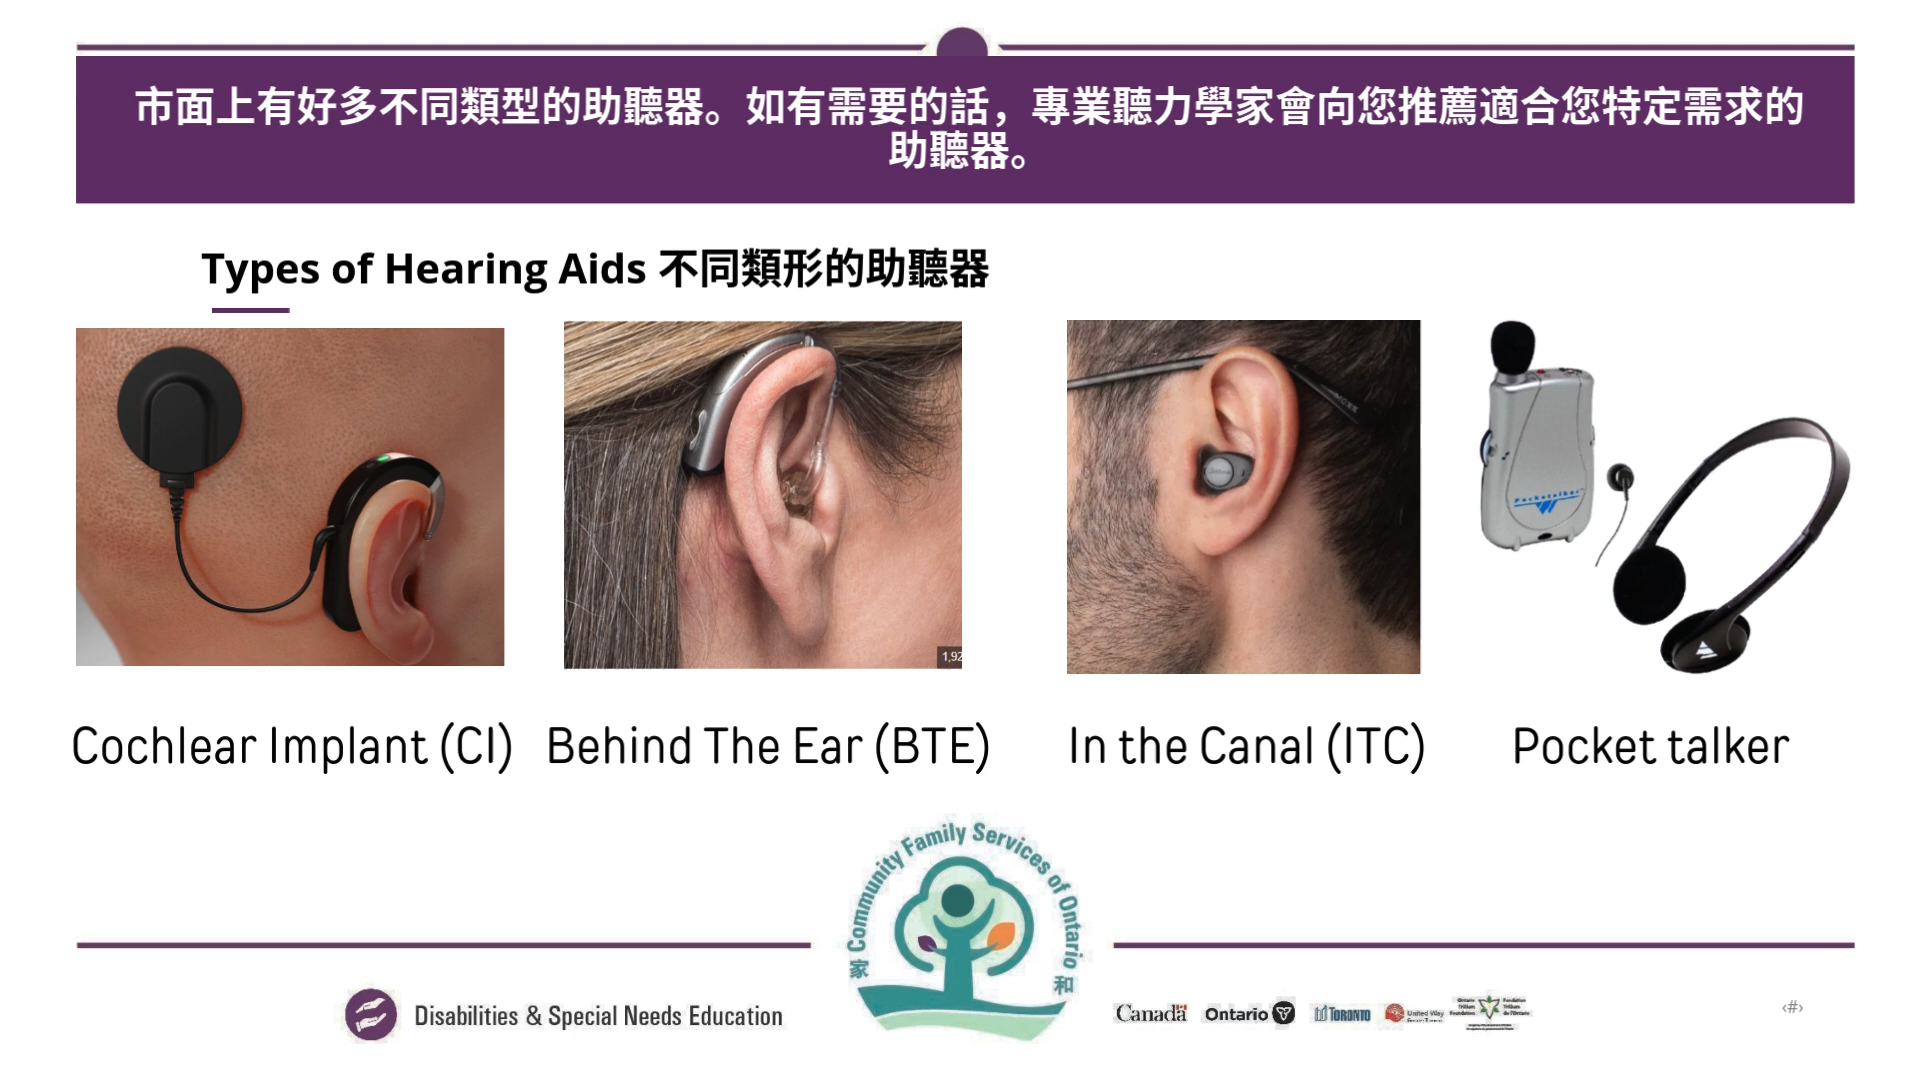 市面上有好多不同類型的助聽器。如有需要的話，專業聽力學家會向您推薦適合您特定需求的
助聽器。
Types of Hearing Aids 不同類形的助聽器
1,92
Pocketalker
Cochlear Implant (CI)
Behind The Ear (BTE)
In the Canal (ITC)
Pocket talker
Community Family Services of Ontario
家
和
Disabilities & Special Needs Education
Canada
Ontario
TORONTO
United Way
‹#›